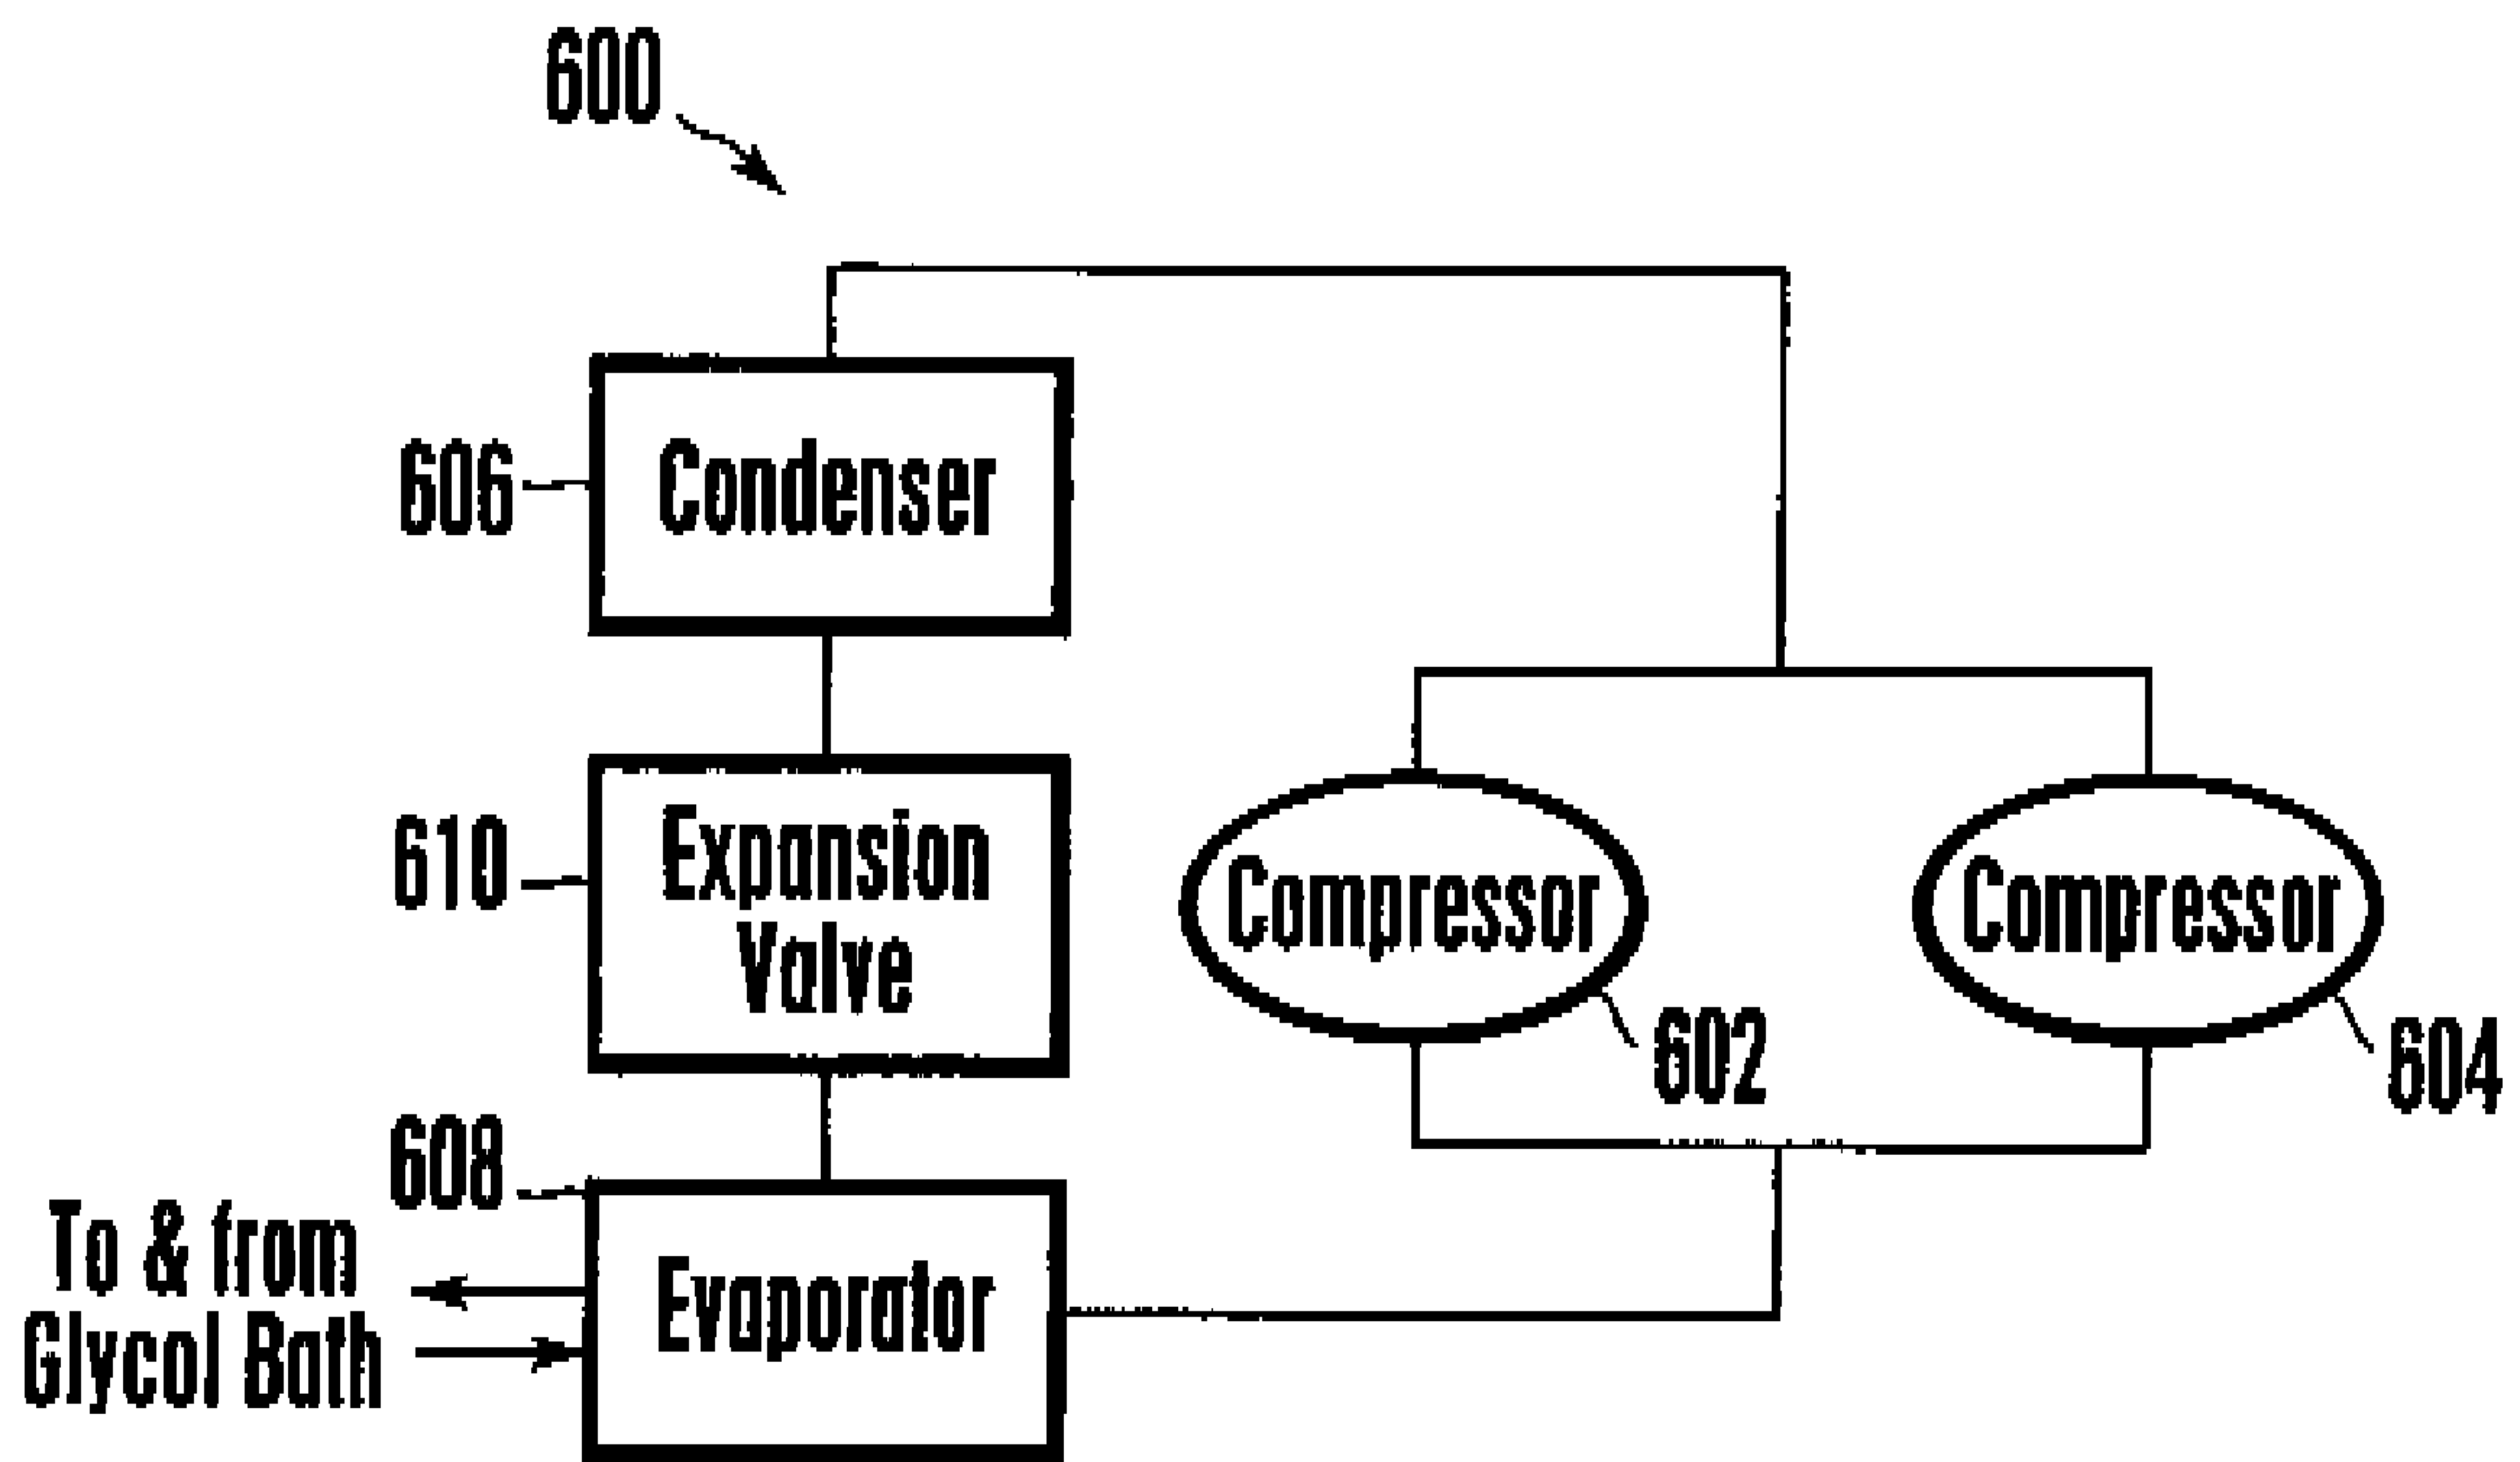 600
606
Condenser
610
Expansion
Valve
Compressor
Compressor
602
604
608
To & from
Glycol Bath
Evaporator